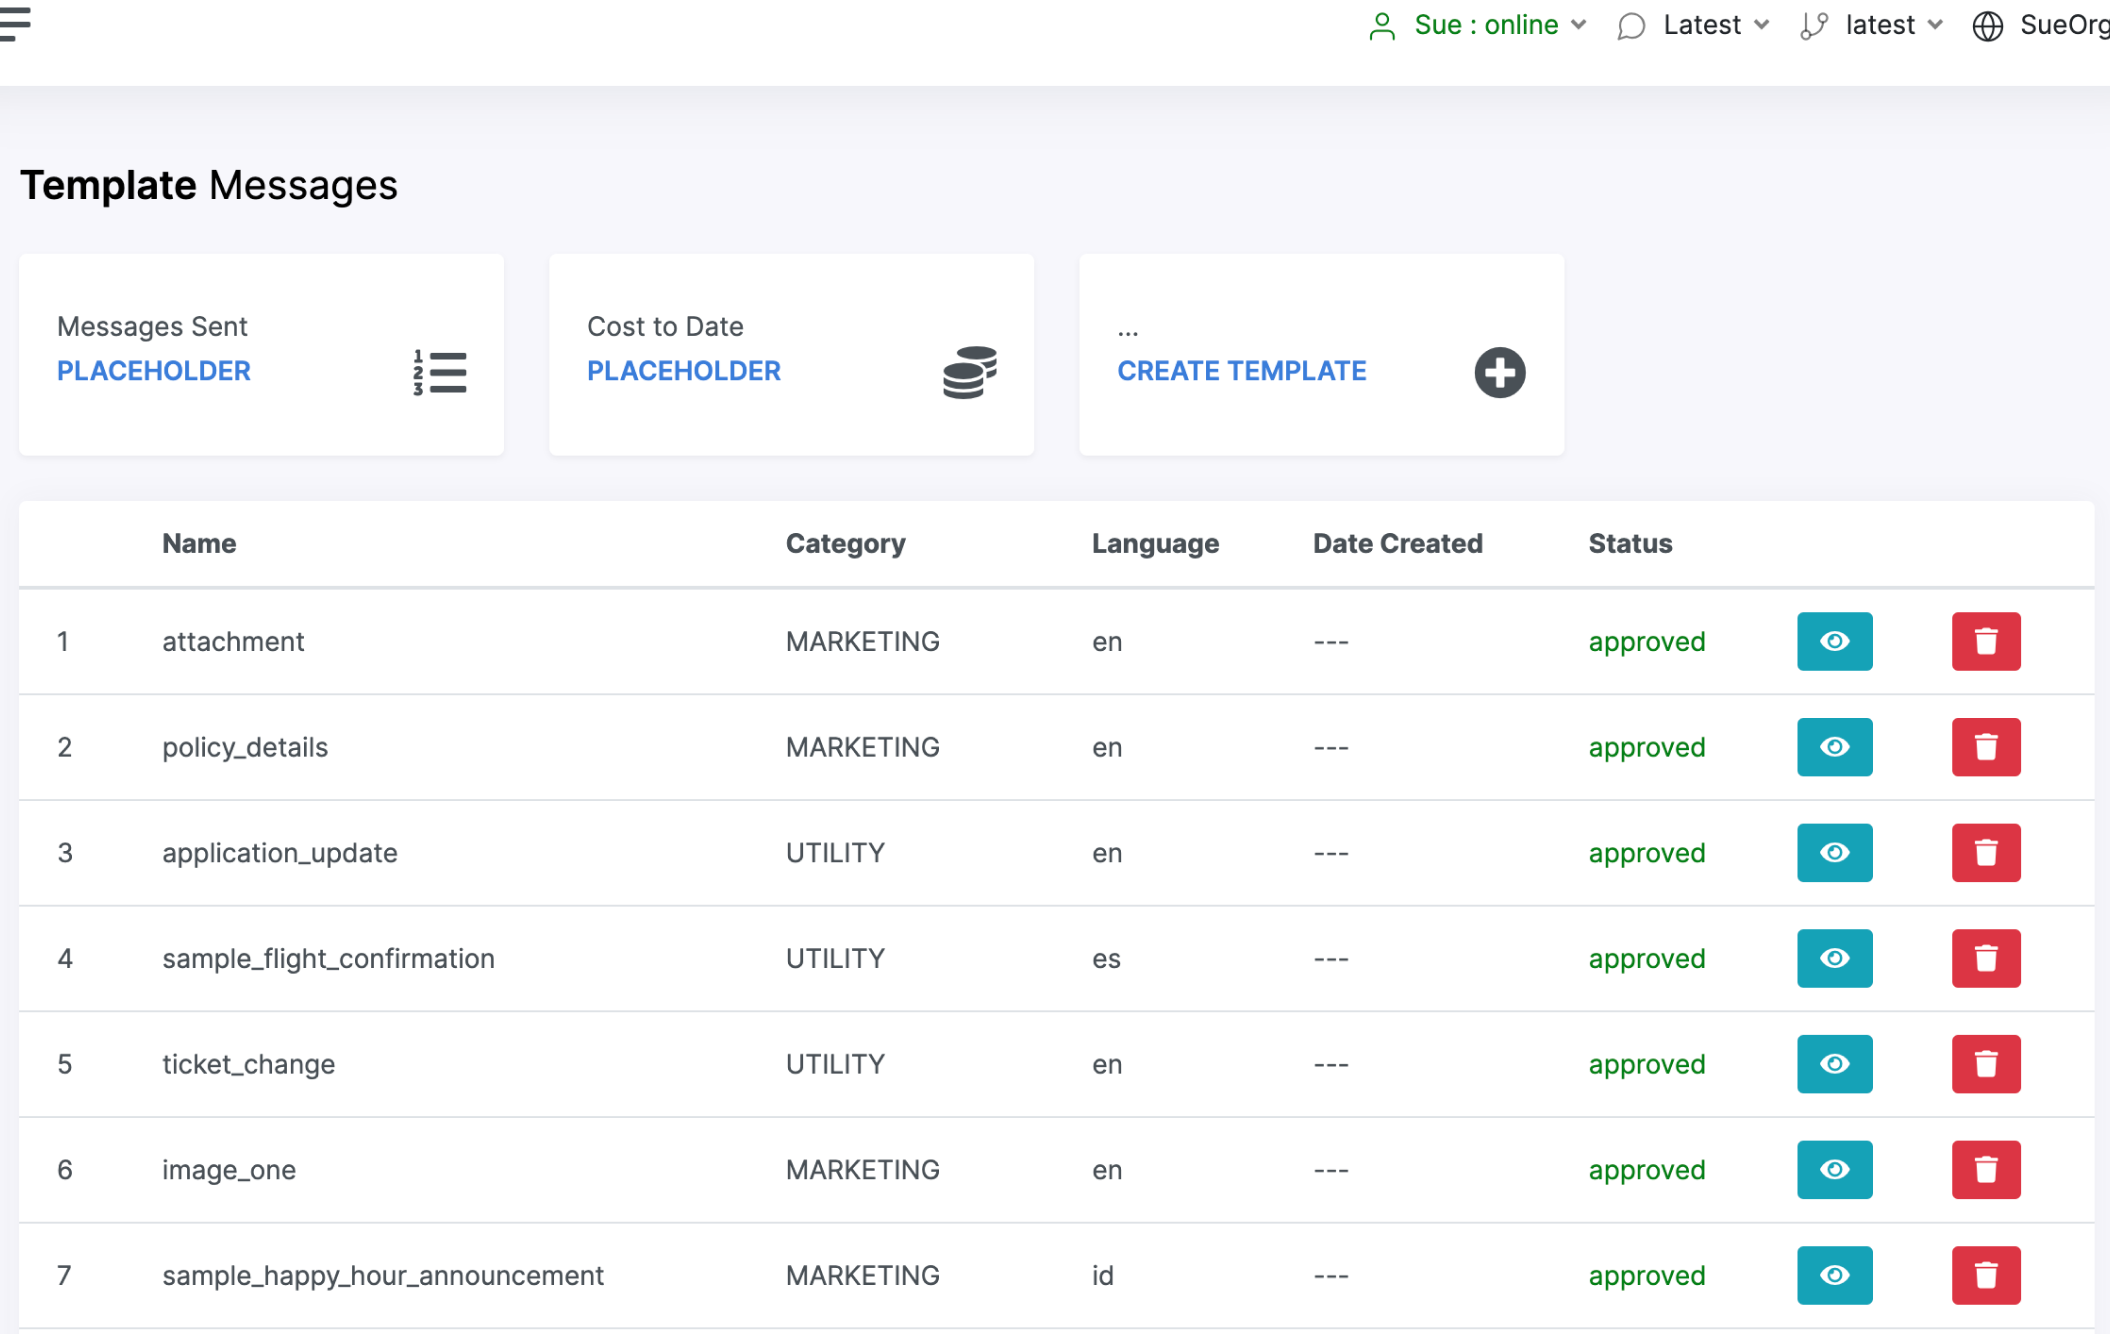 Sue : online Latest latest SueOrg
Template Messages
Messages Sent
PLACEHOLDER
1
2
3
Cost to Date
PLACEHOLDER
...
CREATE TEMPLATE
Name Category Language Date Created Status
1 attachment MARKETING en --- approved
2 policy_details MARKETING en --- approved
3 application_update UTILITY en --- approved
4 sample_flight_confirmation UTILITY es --- approved
5 ticket_change UTILITY en --- approved
6 image_one MARKETING en --- approved
7 sample_happy_hour_announcement MARKETING id --- approved